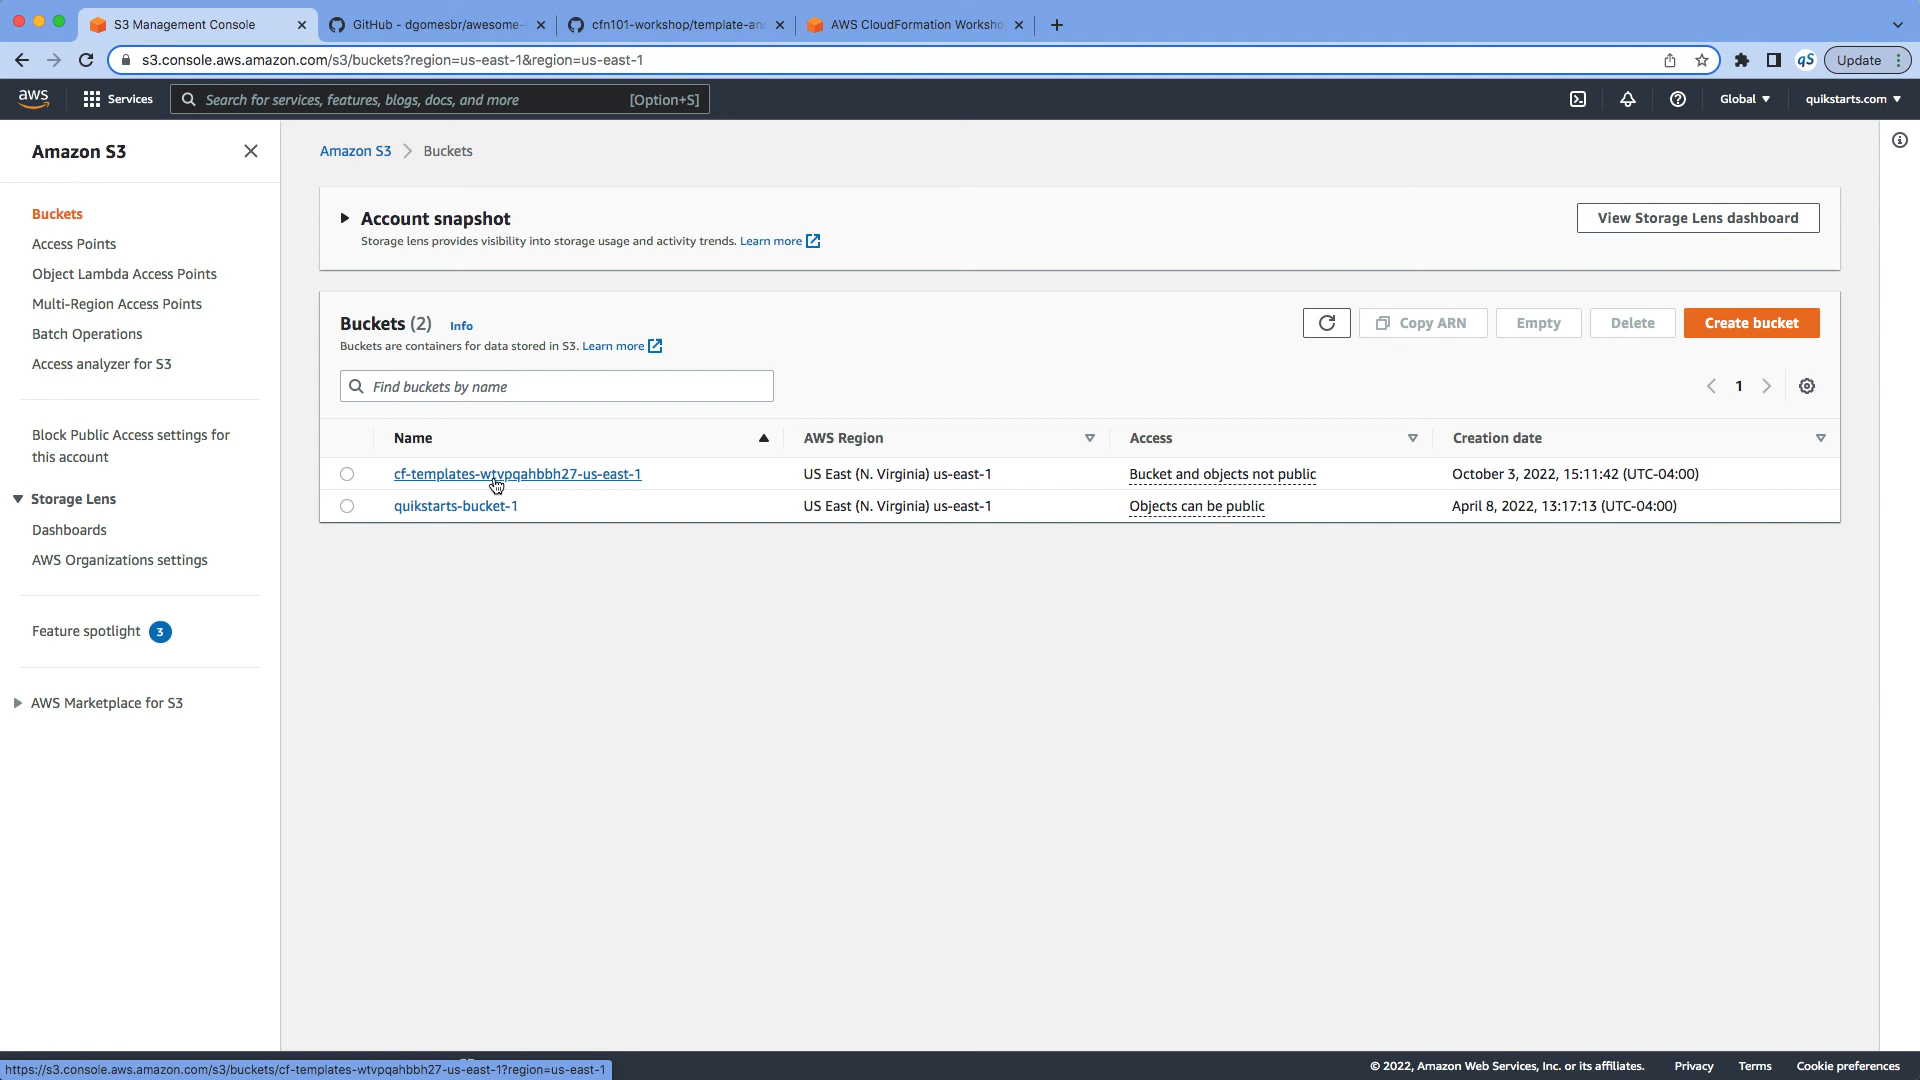 S3 Management Console
GitHub - dgomesbr/awesome-
cfn101-workshop/template-an
AWS CloudFormation Worksho
s3.console.aws.amazon.com/s3/buckets?region=us-east-1&region=us-east-1
qS
Update
aws
Services
Search for services, features, blogs, docs, and more
[Option+S]
Global
quikstarts.com
Amazon S3
Buckets
Access Points
Object Lambda Access Points
Multi-Region Access Points
Batch Operations
Access analyzer for S3
Block Public Access settings for
this account
Storage Lens
Dashboards
AWS Organizations settings
Feature spotlight 3
AWS Marketplace for S3
Amazon S3 Buckets
Account snapshot
Storage lens provides visibility into storage usage and activity trends. Learn more
View Storage Lens dashboard
Buckets (2) Info
Buckets are containers for data stored in S3. Learn more
Copy ARN
Empty
Delete
Create bucket
Find buckets by name
1
Name AWS Region Access Creation date
cf-templates-wtvpqahbbh27-us-east-1 US East (N. Virginia) us-east-1 Bucket and objects not public October 3, 2022, 15:11:42 (UTC-04:00)
quikstarts-bucket-1 US East (N. Virginia) us-east-1 Objects can be public April 8, 2022, 13:17:13 (UTC-04:00)
https://s3.console.aws.amazon.com/s3/buckets/cf-templates-wtvpqahbbh27-us-east-1?region=us-east-1
© 2022, Amazon Web Services, Inc. or its affiliates.
Privacy
Terms
Cookie preferences